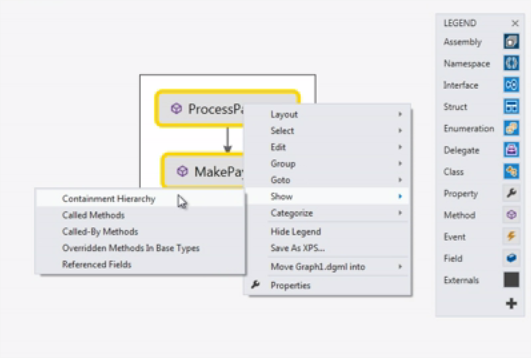 ProcessPa
MakePay
Layout
Select
Edit
Group
Goto
Show
Categorize
Hide Legend
Save As XPS...
Move Graph1.dgml into
Properties
Containment Hierarchy
Called Methods
Called-By Methods
Overridden Methods In Base Types
Referenced Fields
LEGEND
Assembly
Namespace
Interface
Struct
Enumeration
Delegate
Class
Property
Method
Event
Field
Externals